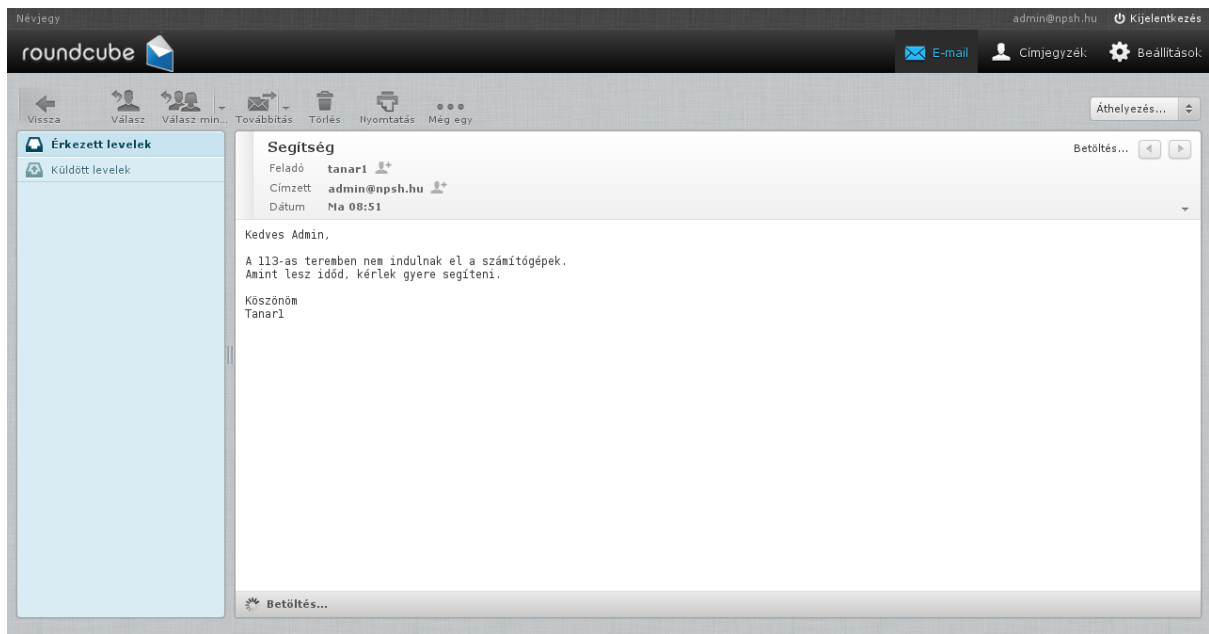 Névjegy
admin@npsh.hu Kijelentkezés
roundcube
E-mail Címjegyzék Beállítások
Vissza Válasz Válasz min... Továbbítás Törlés Nyomtatás Még egy
Áthelyezés...
Érkezett levelek
Küldött levelek
Segítség
Betöltés...
Feladó tanar1
Címzett admin@npsh.hu
Dátum Ma 08:51
Kedves Admin,
A 113-as teremben nem indulnak el a számítógépek.
Amint lesz időd, kérlek gyere segíteni.
Köszönöm
Tanar1
Betöltés...